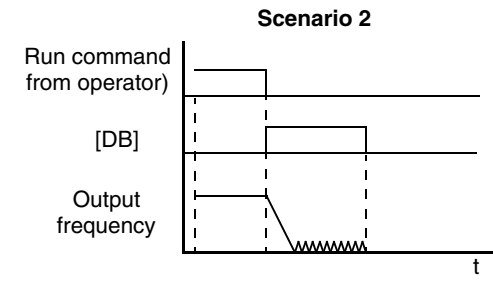 Scenario 2
Run command
from operator)
[DB]
Output
frequency
t